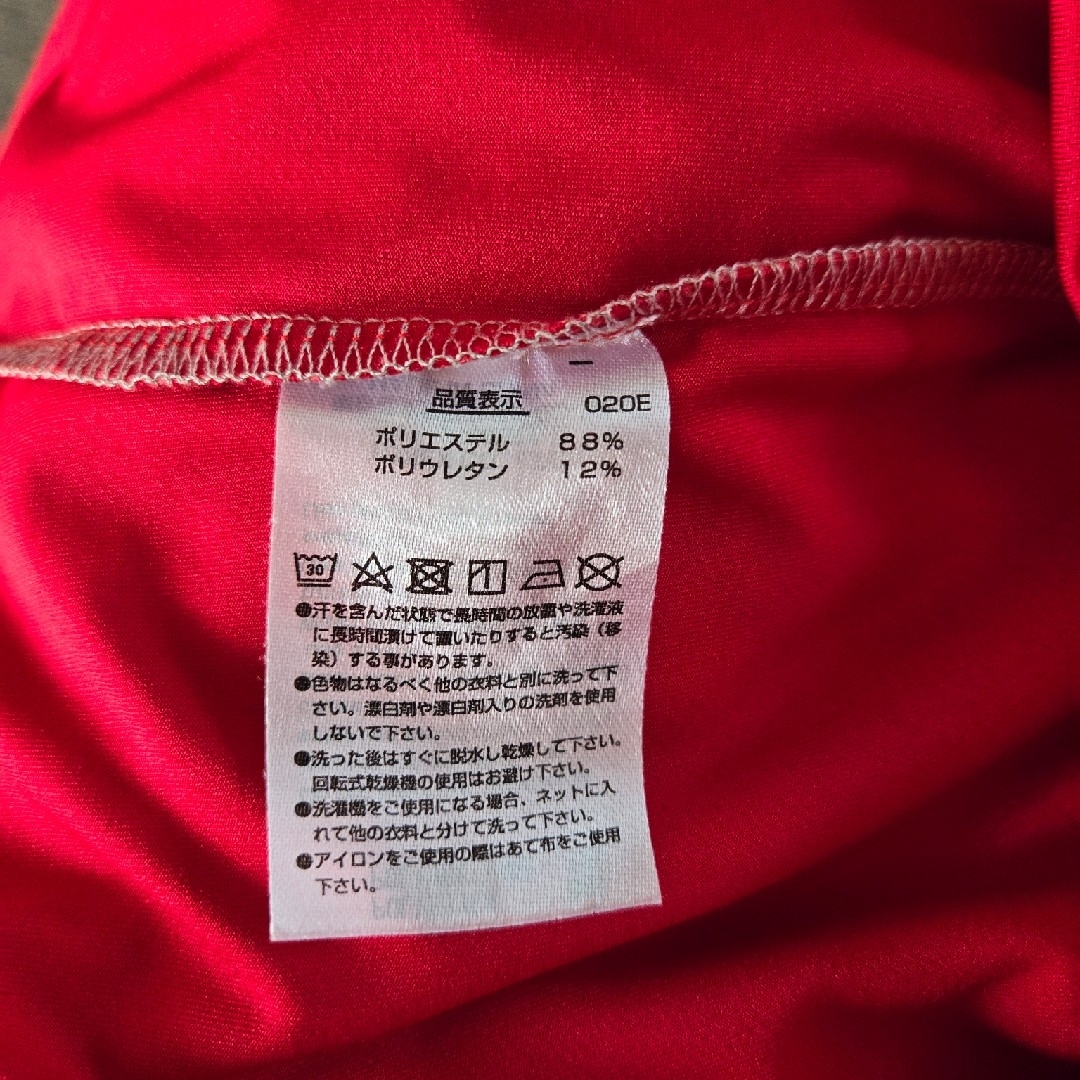 品質表示 020E
ポリエステル 88%
ポリウレタン 12%
30
●汗を含んだ状態で長時間の放置や洗濯液
に長時間漬けて置いたりすると汚染（移
染）する事があります。
●色物はなるべく他の衣料と別に洗って下
さい。漂白剤や漂白剤入りの洗剤を使用
しないで下さい。
●洗った後はすぐに脱水し乾燥して下さい。
回転式乾燥機の使用はお避け下さい。
●洗濯機をご使用になる場合、ネットに入
れて他の衣料と分けて洗って下さい。
●アイロンをご使用の際はあて布をご使用
下さい。